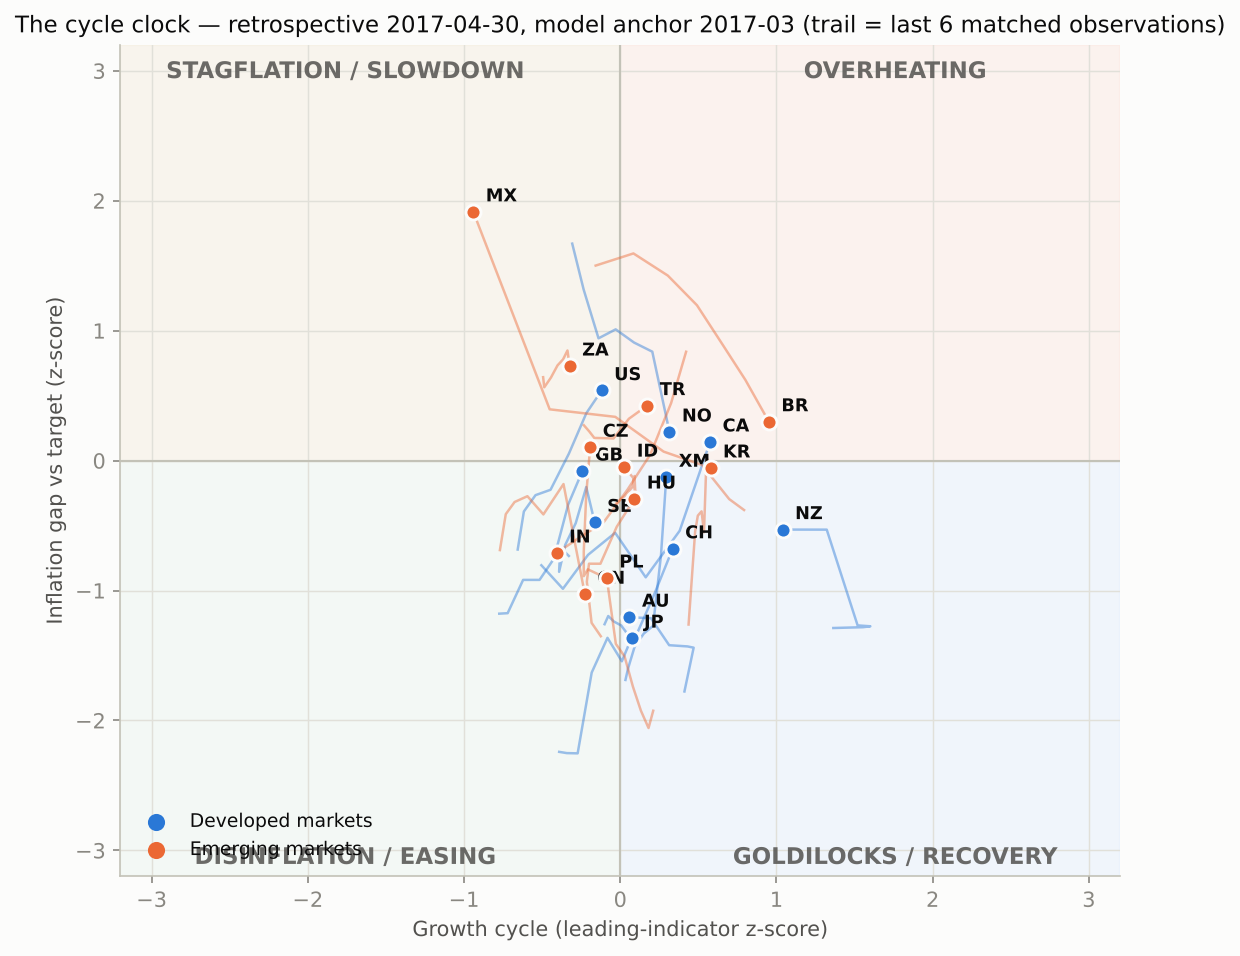 The cycle clock — retrospective 2017-04-30, model anchor 2017-03 (trail = last 6 matched observations)
STAGFLATION / SLOWDOWN
OVERHEATING
3
2
1
0
−1
−2
−3
Inflation gap vs target (z-score)
MX
ZA
US
TR
BR
NO
CA
CZ
GB
ID
XM
KR
HU
SE
NZ
IN
CH
PL
AU
JP
Developed markets
Emerging markets
DISINFLATION / EASING
GOLDILOCKS / RECOVERY
−3
−2
−1
0
1
2
3
Growth cycle (leading-indicator z-score)